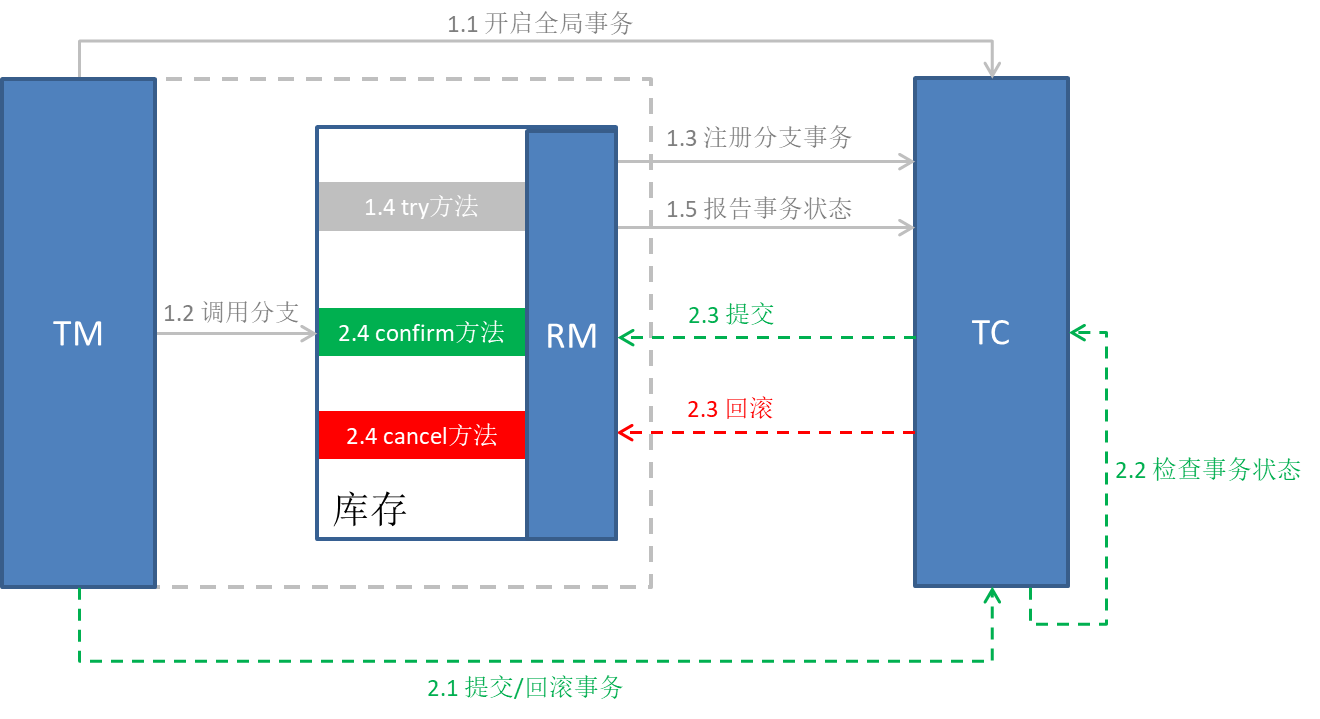 1.1 开启全局事务
1.3 注册分支事务
1.4 try方法
1.5 报告事务状态
1.2 调用分支
2.3 提交
TM
2.4 confirm方法
RM
TC
2.3 回滚
2.4 cancel方法
2.2 检查事务状态
库存
2.1 提交/回滚事务